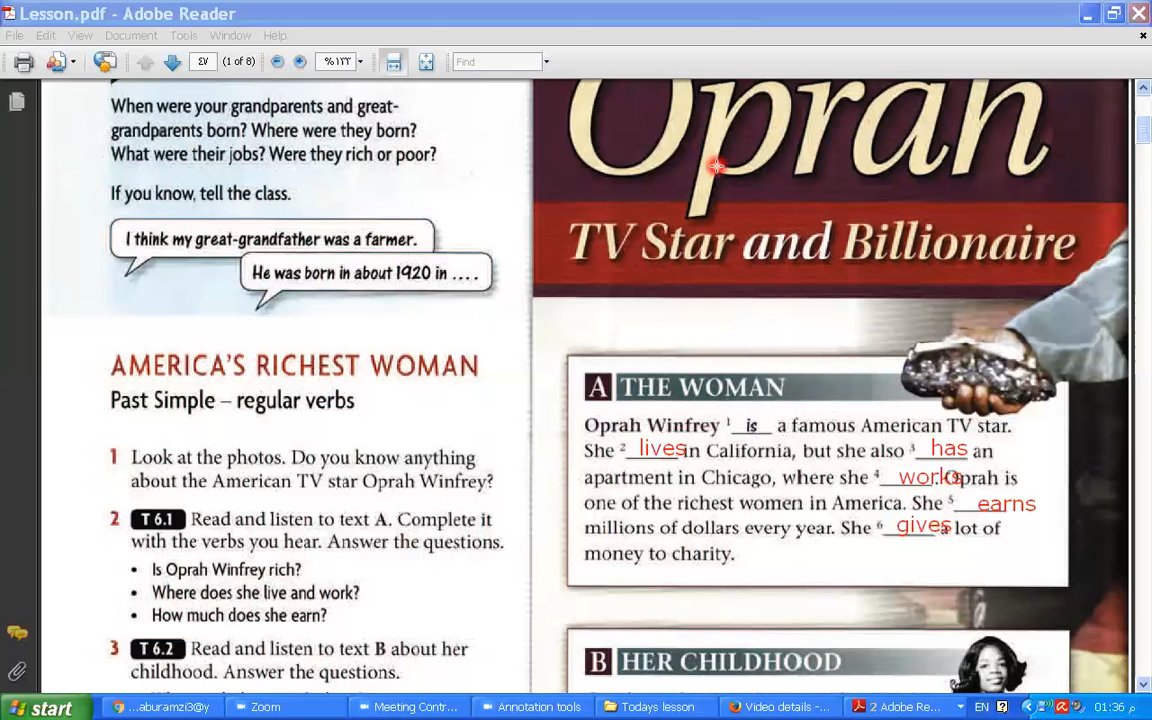 Lesson.pdf - Adobe Reader
File Edit View Document Tools Window Help
٤٧ (1 of 8) %١٣٣ Find
When were your grandparents and great-
grandparents born? Where were they born?
What were their jobs? Were they rich or poor?
If you know, tell the class.
I think my great-grandfather was a farmer.
He was born in about 1920 in ....
AMERICA'S RICHEST WOMAN
Past Simple – regular verbs
1 Look at the photos. Do you know anything
about the American TV star Oprah Winfrey?
2 T 6.1 Read and listen to text A. Complete it
with the verbs you hear. Answer the questions.
• Is Oprah Winfrey rich?
• Where does she live and work?
• How much does she earn?
3 T 6.2 Read and listen to text B about her
childhood. Answer the questions.
Oprah
TV Star and Billionaire
A THE WOMAN
Oprah Winfrey 1 is a famous American TV star.
She 2 lives in California, but she also 3 has an
apartment in Chicago, where she 4 works. Oprah is
one of the richest women in America. She 5 earns
millions of dollars every year. She 6 gives a lot of
money to charity.
B HER CHILDHOOD
start ...aburamzi3@y Zoom Meeting Contr... Annotation tools Todays lesson Video details -... 2 Adobe Re... EN 01:36 م